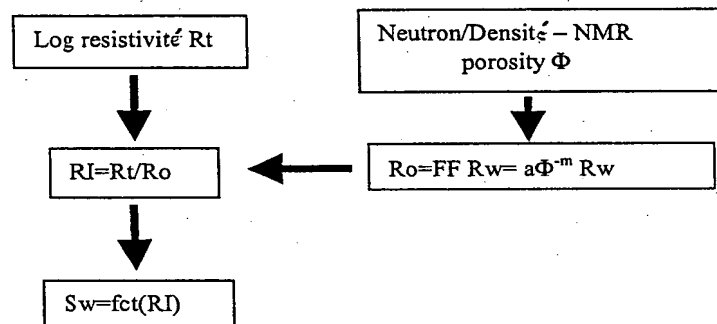 Log resistivité Rt
Neutron/Densité – NMR
porosity Φ
RI=Rt/Ro
Ro=FF Rw= aΦ^-m Rw
Sw=fct(RI)